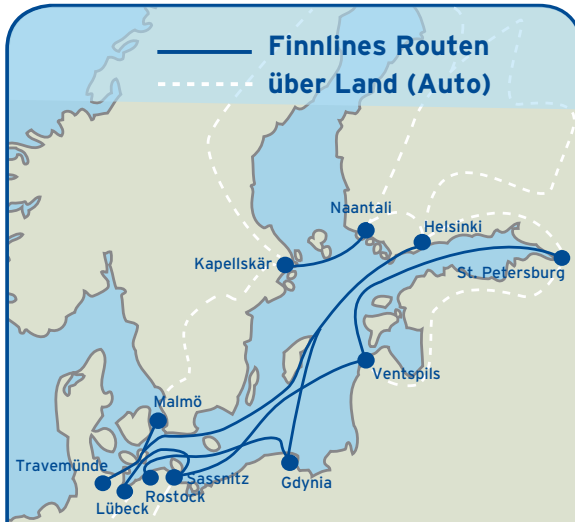 Finnlines Routen
über Land (Auto)
Naantali
Helsinki
Kapellskär
St. Petersburg
Ventspils
Malmö
Travemünde
Sassnitz
Gdynia
Rostock
Lübeck